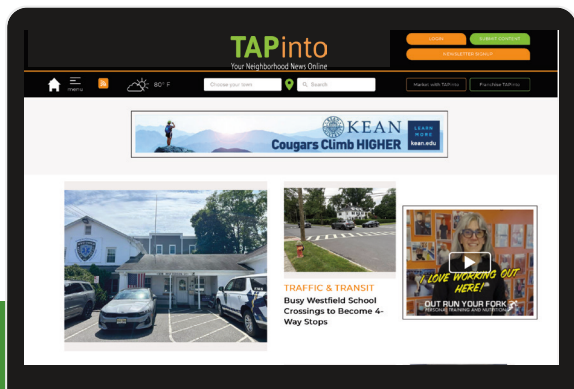 TAPinto
Your Neighborhood News Online
LOGIN
SUBMIT CONTENT
NEWSLETTER SIGNUP
menu
80° F
Choose your town
Search
Market with TAPinto
Franchise TAPinto
KEAN
Cougars Climb HIGHER
LEARN
MORE
kean.edu
TRAFFIC & TRANSIT
Busy Westfield School
Crossings to Become 4-
Way Stops
I LOVE WORKING OUT
HERE!
OUT RUN YOUR FORK
PERSONAL TRAINING AND NUTRITION